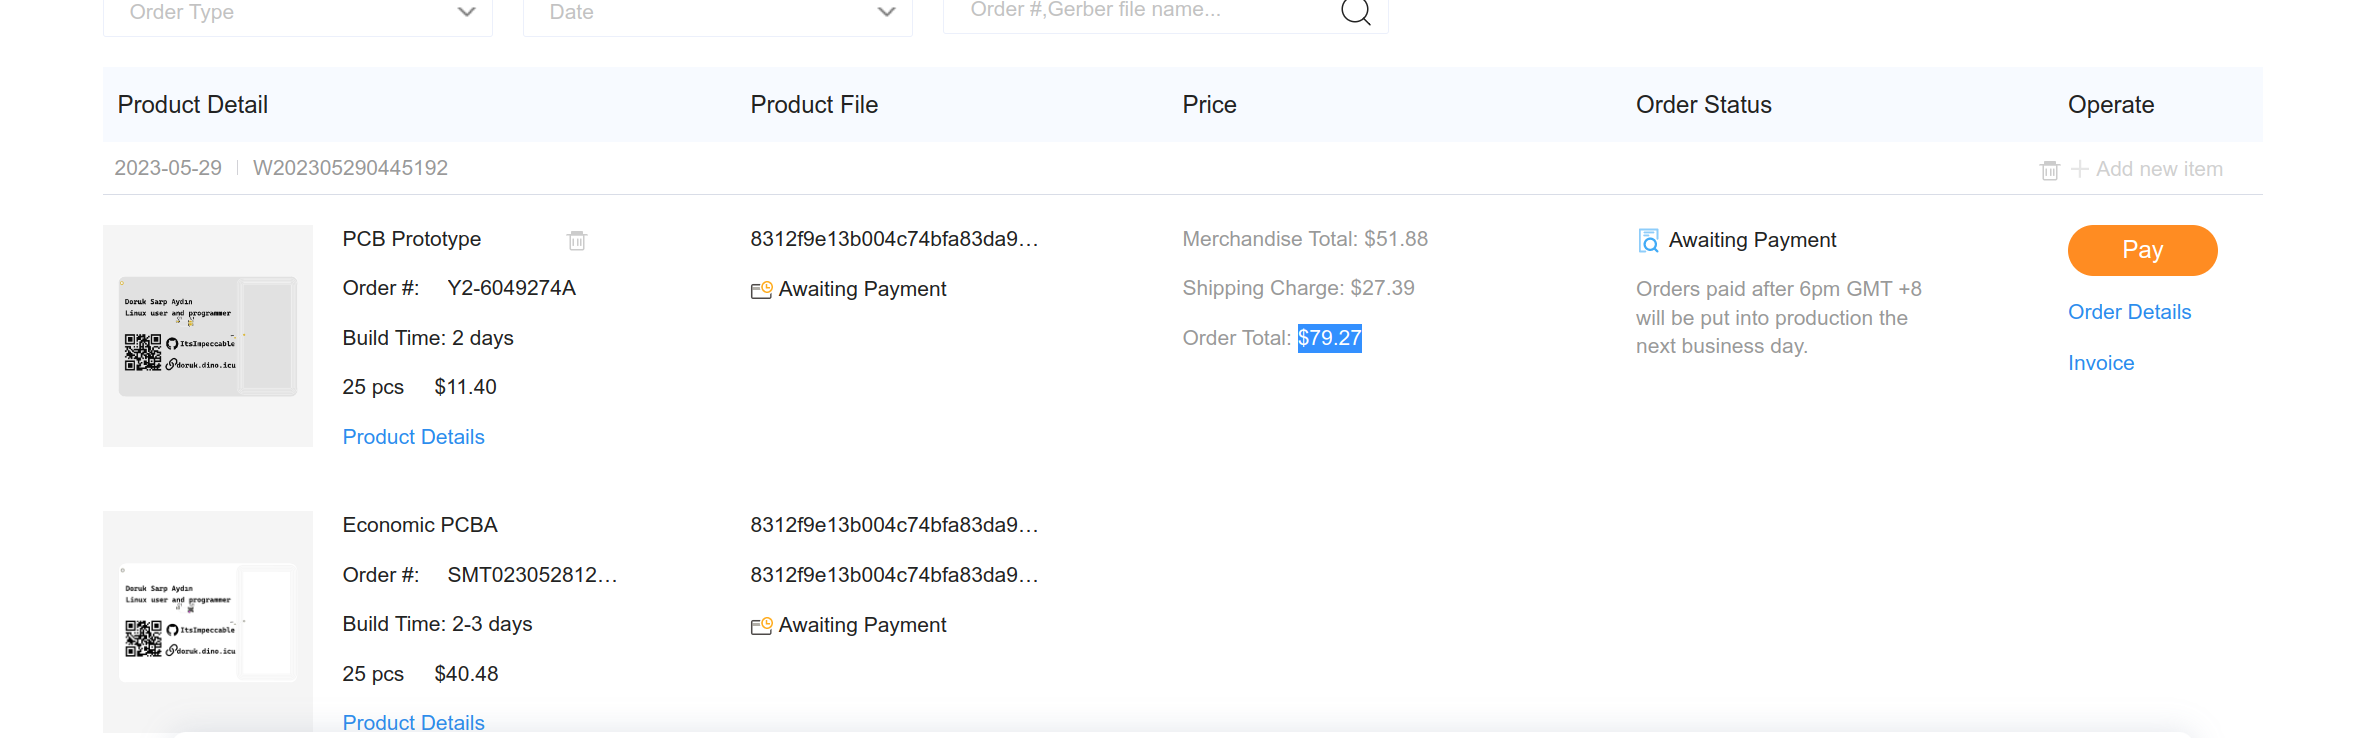 Order Type
Date
Order #,Gerber file name...
Product Detail
Product File
Price
Order Status
Operate
2023-05-29
W202305290445192
Add new item
Doruk Sarp Aydın
Linux user and programmer
ItsImpeccable
doruk.dino.icu
PCB Prototype
Order #: Y2-6049274A
Build Time: 2 days
25 pcs $11.40
Product Details
8312f9e13b004c74bfa83da9...
Awaiting Payment
Merchandise Total: $51.88
Shipping Charge: $27.39
Order Total: $79.27
Awaiting Payment
Orders paid after 6pm GMT +8
will be put into production the
next business day.
Pay
Order Details
Invoice
Doruk Sarp Aydın
Linux user and programmer
ItsImpeccable
doruk.dino.icu
Economic PCBA
Order #: SMT023052812...
Build Time: 2-3 days
25 pcs $40.48
Product Details
8312f9e13b004c74bfa83da9...
8312f9e13b004c74bfa83da9...
Awaiting Payment